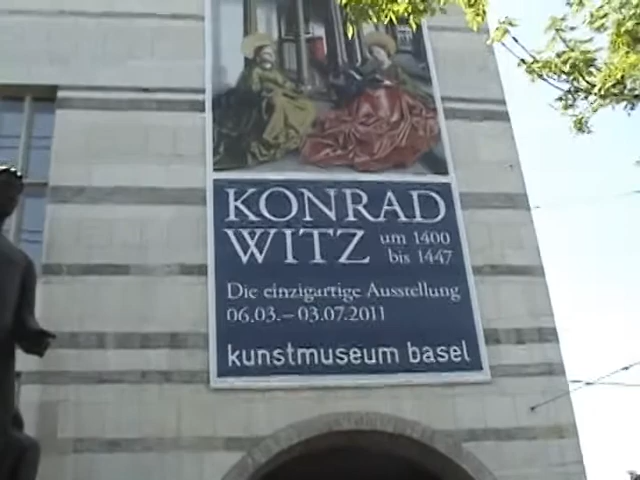 KONRAD
WITZ um 1400
bis 1447
Die einzigartige Ausstellung
06.03.–03.07.2011
kunstmuseum basel